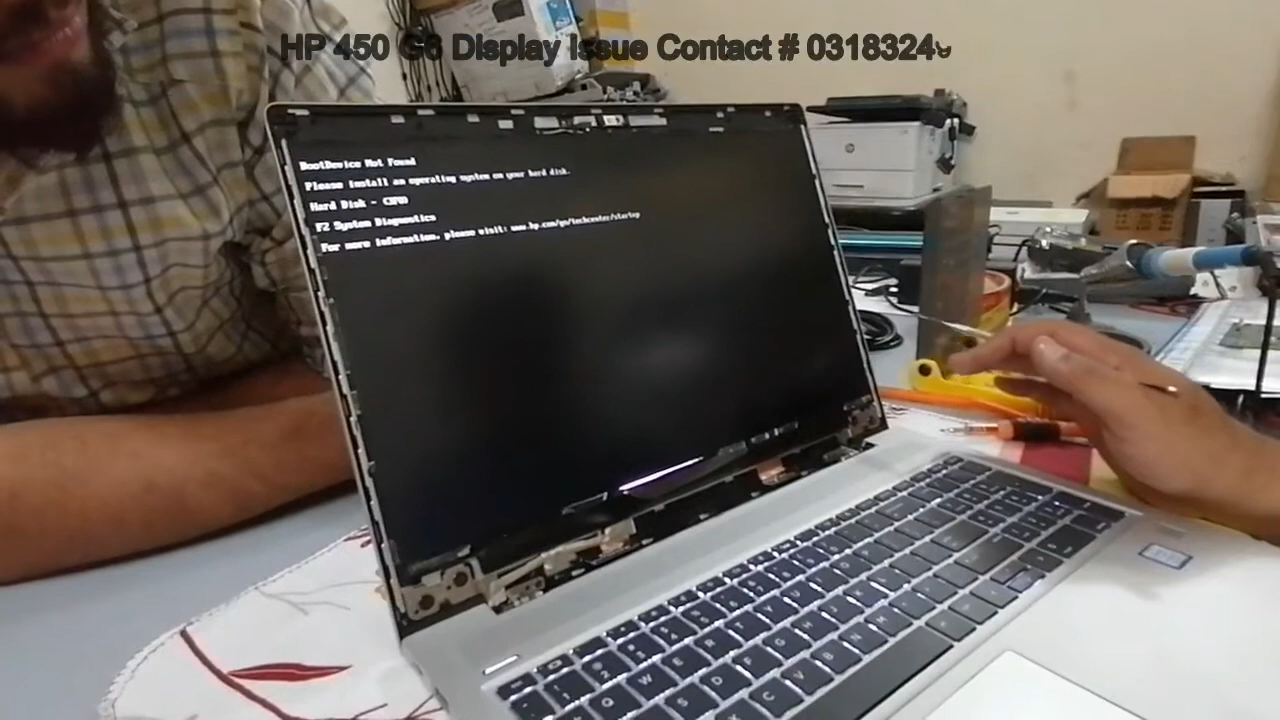 HP 450 G6 Display Issue Contact # 0318324
BootDevice Not Found
Please install an operating system on your hard disk.
Hard Disk - (3F0)
F2 System Diagnostics
For more information, please visit: www.hp.com/go/techcenter/startup